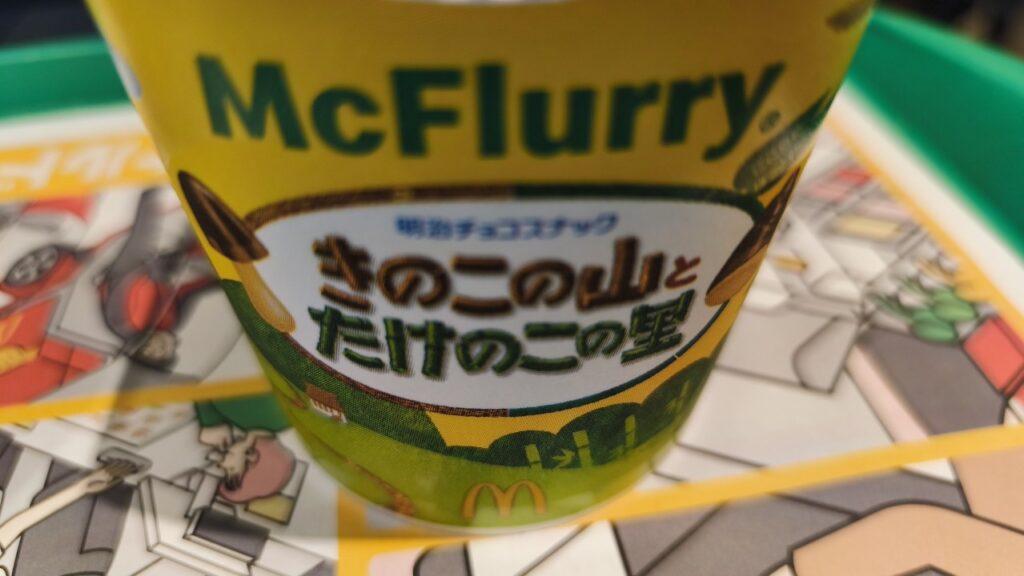 McFlurry®
明治チョコスナック
きのこの山と
たけのこの里